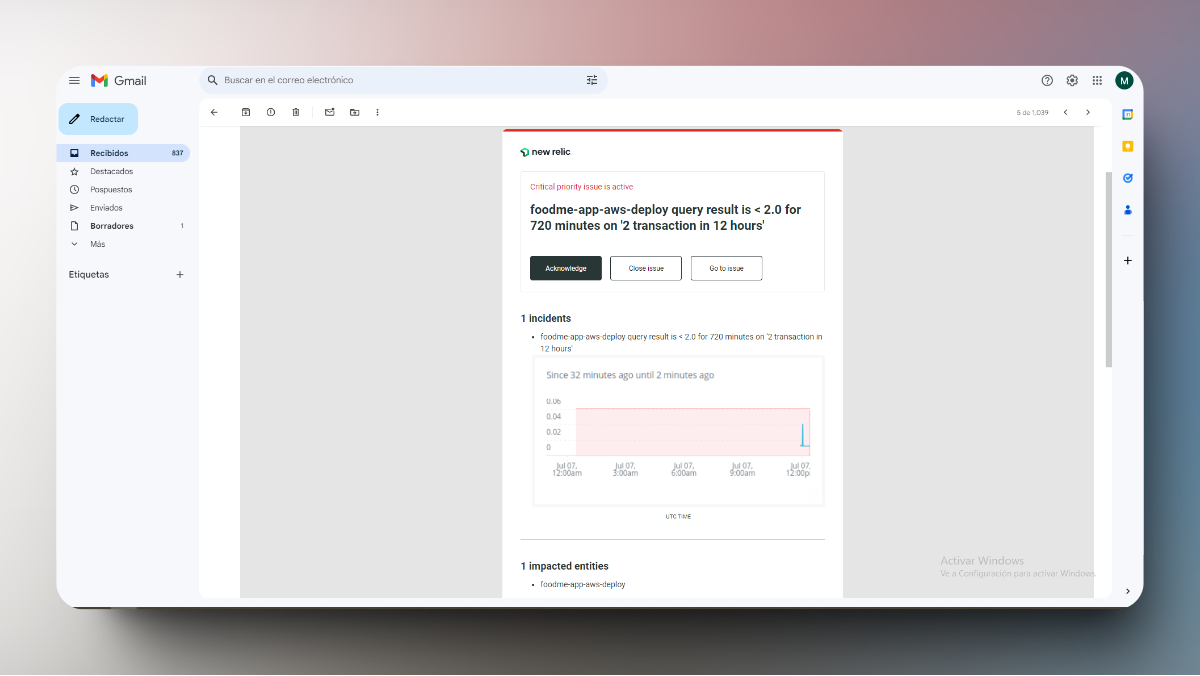 Gmail
Buscar en el correo electrónico
M
Redactar
5 de 1,039
Recibidos 837
Destacados
Pospuestos
Enviados
Borradores 1
Más
Etiquetas
new relic
Critical priority issue is active
foodme-app-aws-deploy query result is < 2.0 for
720 minutes on '2 transaction in 12 hours'
Acknowledge Close issue Go to issue
1 incidents
foodme-app-aws-deploy query result is < 2.0 for 720 minutes on '2 transaction in
12 hours'
Since 32 minutes ago until 2 minutes ago
0.06
0.04
0.02
0
Jul 07, Jul 07, Jul 07, Jul 07, Jul 07,
12:00am 3:00am 6:00am 9:00am 12:00p
UTC TIME
1 impacted entities
foodme-app-aws-deploy
Activar Windows
Ve a Configuración para activar Windows.